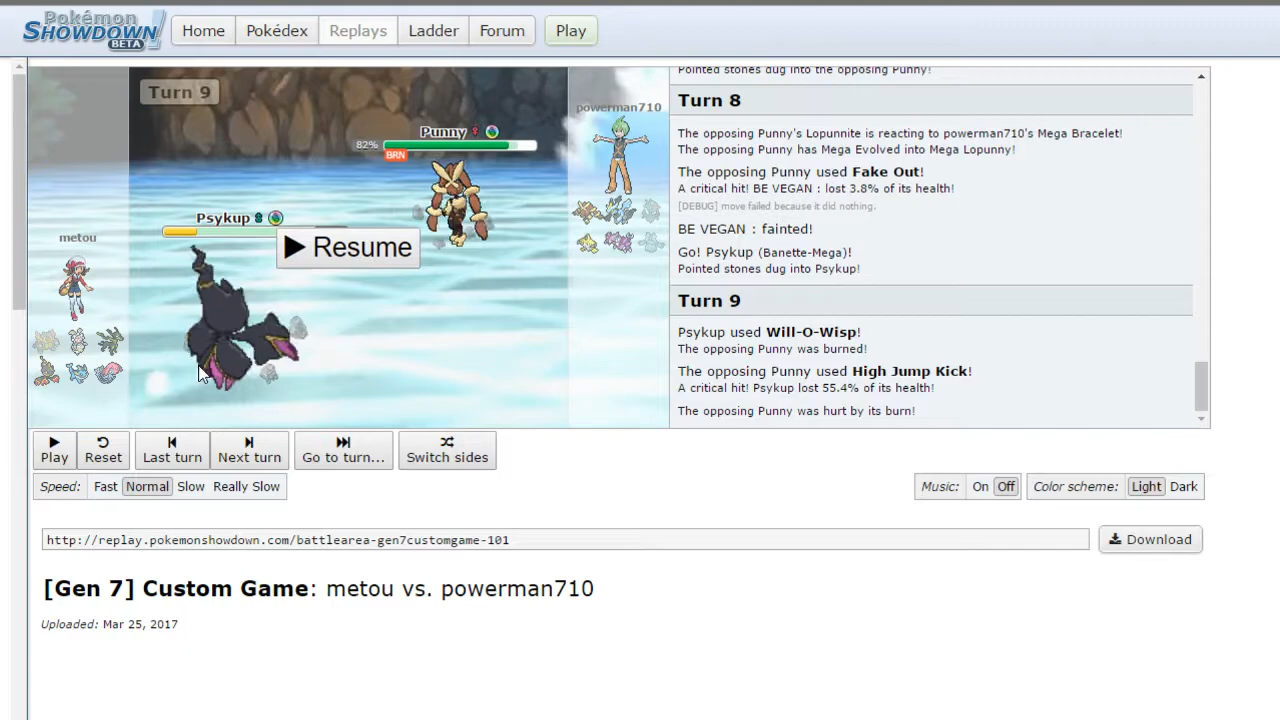 Pokémon
SHOWDOWN!
BETA
Home
Pokédex
Replays
Ladder
Forum
Play
Turn 9
Punny
82%
BRN
Psykup
Resume
metou
powerman710
Pointed stones dug into the opposing Punny!
Turn 8
The opposing Punny's Lopunnite is reacting to powerman710's Mega Bracelet!
The opposing Punny has Mega Evolved into Mega Lopunny!
The opposing Punny used Fake Out!
A critical hit! BE VEGAN : lost 3.8% of its health!
[DEBUG] move failed because it did nothing.
BE VEGAN : fainted!
Go! Psykup (Banette-Mega)!
Pointed stones dug into Psykup!
Turn 9
Psykup used Will-O-Wisp!
The opposing Punny was burned!
The opposing Punny used High Jump Kick!
A critical hit! Psykup lost 55.4% of its health!
The opposing Punny was hurt by its burn!
Play
Reset
Last turn
Next turn
Go to turn...
Switch sides
Speed: Fast Normal Slow Really Slow
Music: On Off
Color scheme: Light Dark
http://replay.pokemonshowdown.com/battlearea-gen7customgame-101
Download
[Gen 7] Custom Game: metou vs. powerman710
Uploaded: Mar 25, 2017